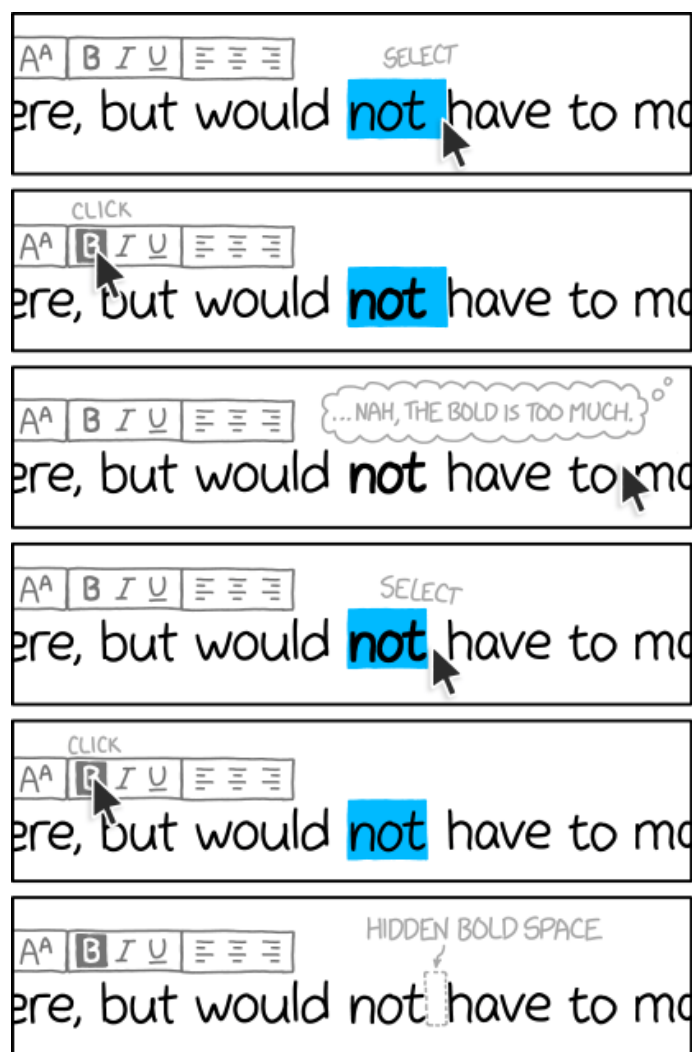 SELECT
AA B I U
ere, but would not have to mo
CLICK
AA B I U
ere, but would not have to mo
...NAH, THE BOLD IS TOO MUCH.
AA B I U
ere, but would not have to mo
SELECT
AA B I U
ere, but would not have to mo
CLICK
AA B I U
ere, but would not have to mo
HIDDEN BOLD SPACE
AA B I U
ere, but would not have to mo